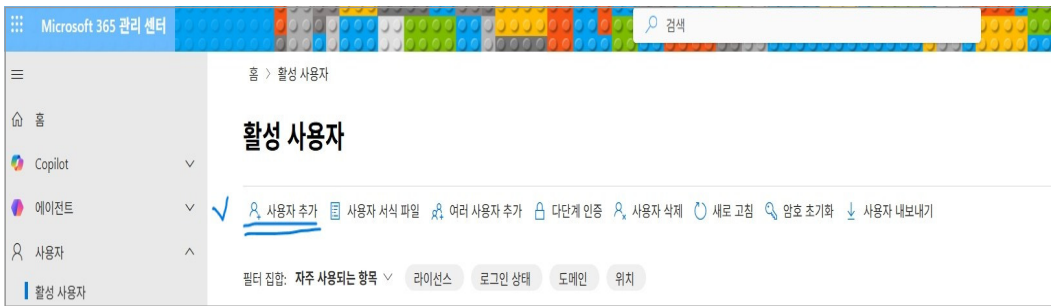 Microsoft 365 관리 센터
검색
홈 > 활성 사용자
홈
활성 사용자
Copilot
에이전트
사용자 추가 사용자 서식 파일 여러 사용자 추가 다단계 인증 사용자 삭제 새로 고침 암호 초기화 사용자 내보내기
사용자
필터 집합: 자주 사용되는 항목 라이선스 로그인 상태 도메인 위치
활성 사용자